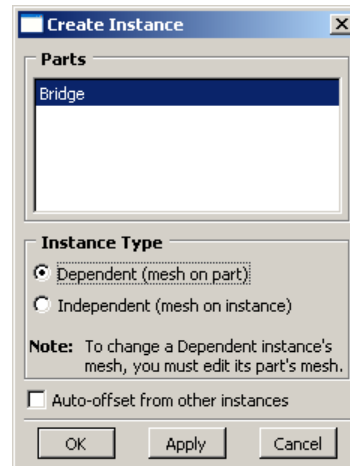 Create Instance
Parts
Bridge
Instance Type
Dependent (mesh on part)
Independent (mesh on instance)
Note: To change a Dependent instance's
mesh, you must edit its part's mesh.
Auto-offset from other instances
OK Apply Cancel